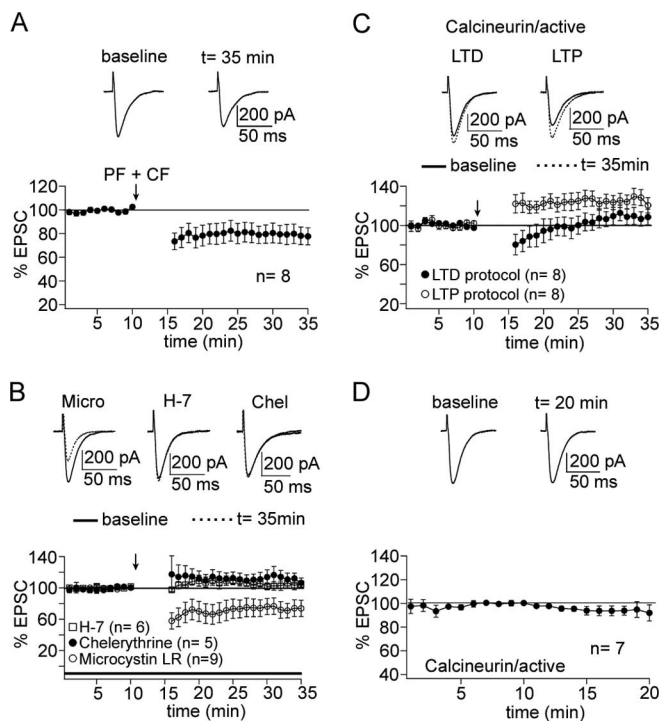 A
baseline t= 35 min
200 pA
50 ms
PF + CF
120
100
80
60
40
20
% EPSC
n= 8
5 10 15 20 25 30 35
time (min)
B
Micro H-7 Chel
200 pA 200 pA 200 pA
50 ms 50 ms 50 ms
baseline t= 35min
140
100
60
20
% EPSC
H-7 (n= 6)
Chelerythrine (n= 5)
Microcystin LR (n=9)
5 10 15 20 25 30 35
time (min)
C
Calcineurin/active
LTD LTP
200 pA 200 pA
50 ms 50 ms
baseline t= 35min
140
100
60
20
% EPSC
LTD protocol (n= 8)
LTP protocol (n= 8)
5 10 15 20 25 30 35
time (min)
D
baseline t= 20 min
200 pA
50 ms
140
100
60
20
% EPSC
n= 7
Calcineurin/active
5 10 15 20
time (min)